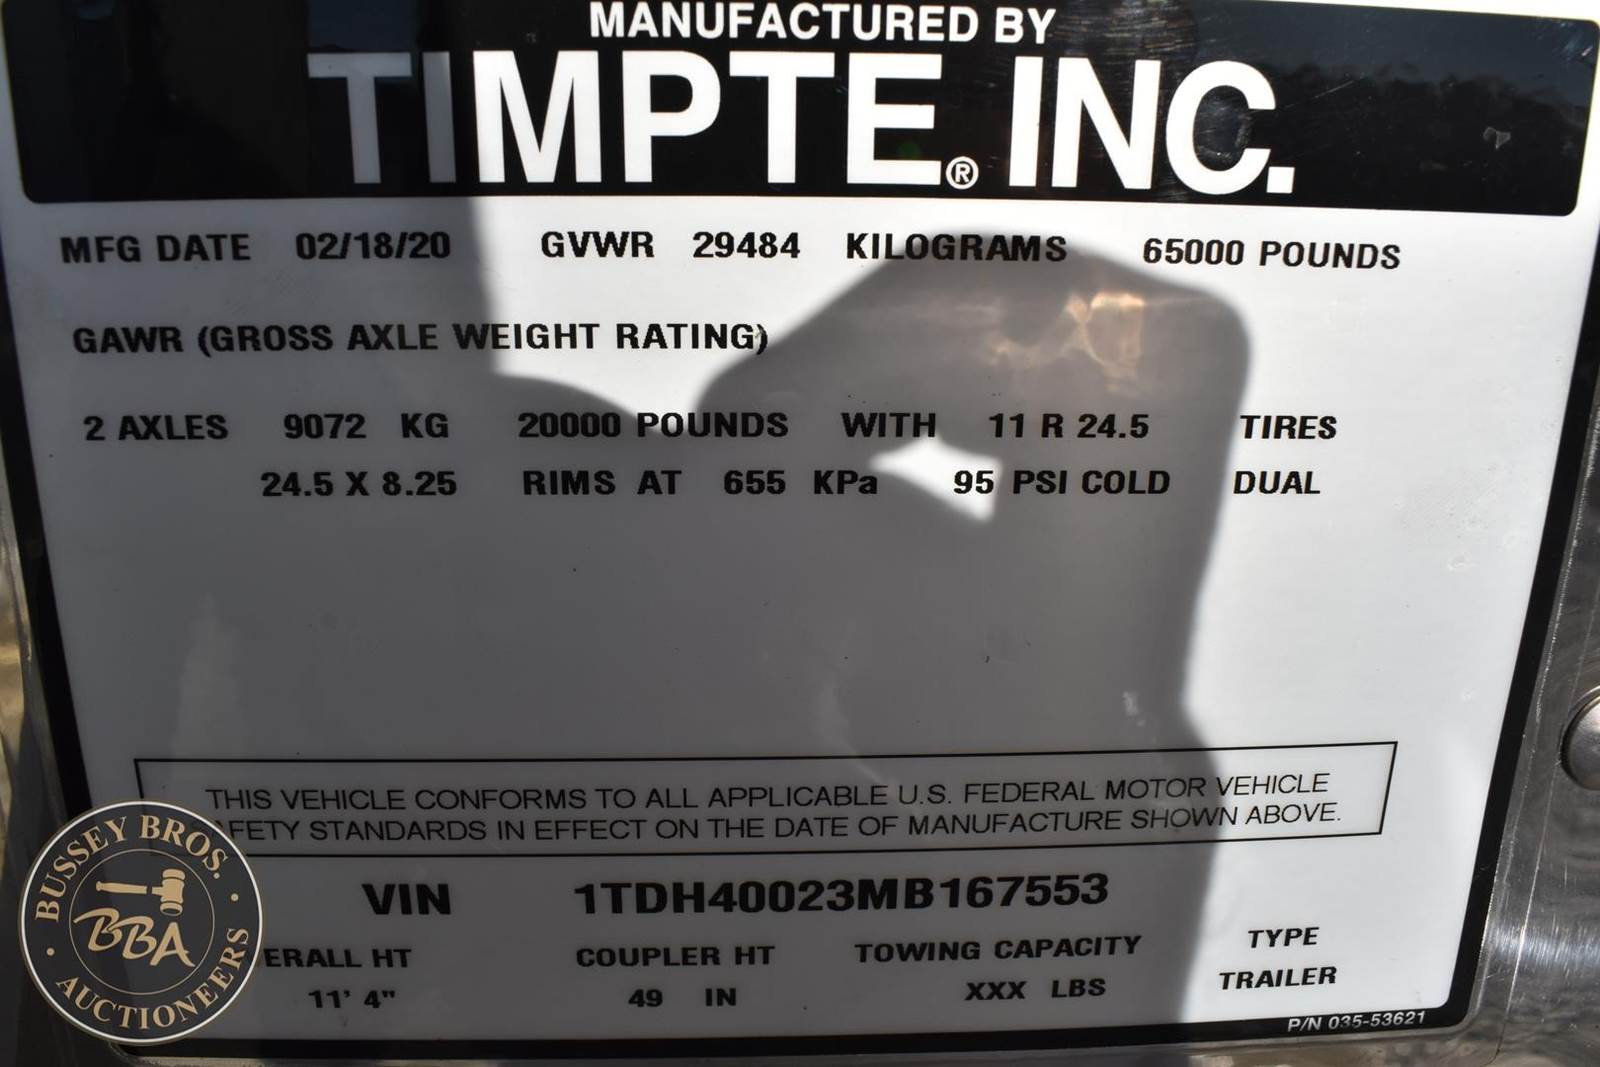 MANUFACTURED BY
TIMPTE® INC.
MFG DATE 02/18/20 GVWR 29484 KILOGRAMS 65000 POUNDS
GAWR (GROSS AXLE WEIGHT RATING)
2 AXLES 9072 KG 20000 POUNDS WITH 11 R 24.5 TIRES
24.5 X 8.25 RIMS AT 655 KPa 95 PSI COLD DUAL
THIS VEHICLE CONFORMS TO ALL APPLICABLE U.S. FEDERAL MOTOR VEHICLE
FETY STANDARDS IN EFFECT ON THE DATE OF MANUFACTURE SHOWN ABOVE.
VIN 1TDH40023MB167553
ERALL HT COUPLER HT TOWING CAPACITY TYPE
11' 4" 49 IN XXX LBS TRAILER
P/N 035-53621
BUSSEY BROS.
BBA
AUCTIONEERS